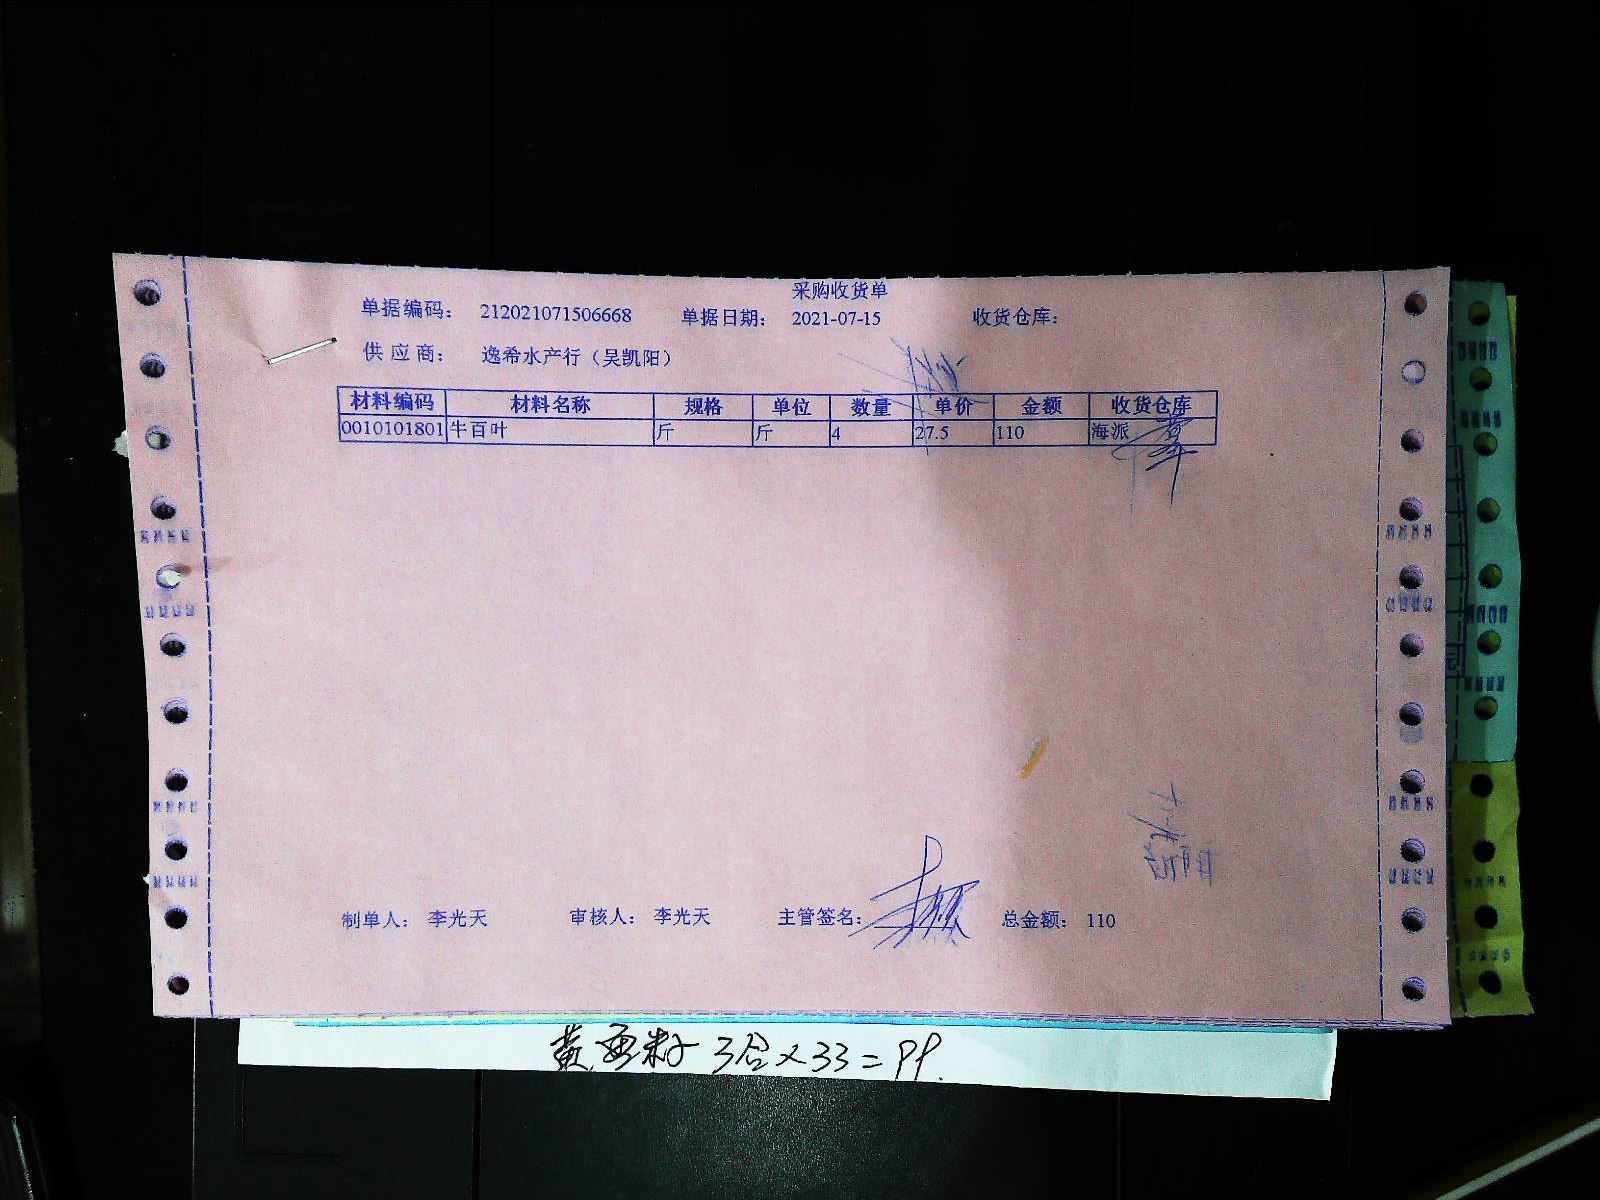 采购收货单
单据编码： 212021071506668 单据日期： 2021-07-15 收货仓库：
供应商： 逸希水产行（吴凯阳）
材料编码 材料名称 规格 单位 数量 单价 金额 收货仓库
0010101801 牛百叶 斤 斤 4 27.5 110 海派
制单人： 李光天 审核人： 李光天 主管签名： 总金额： 110
3合×33=99.